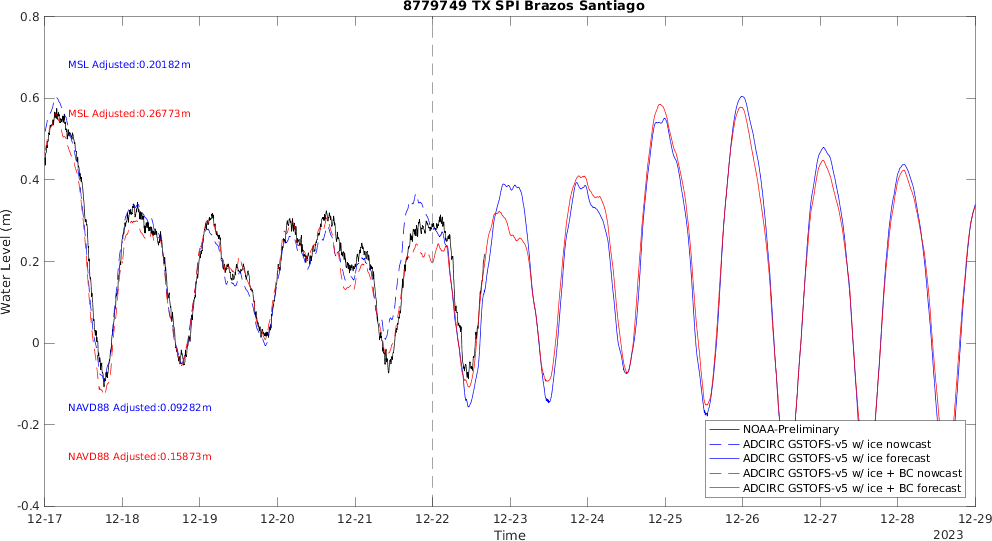 8779749 TX SPI Brazos Santiago
Water Level (m)
0.8
0.6
0.4
0.2
0
-0.2
-0.4
MSL Adjusted:0.20182m
MSL Adjusted:0.26773m
NAVD88 Adjusted:0.09282m
NAVD88 Adjusted:0.15873m
NOAA-Preliminary
ADCIRC GSTOFS-v5 w/ ice nowcast
ADCIRC GSTOFS-v5 w/ ice forecast
ADCIRC GSTOFS-v5 w/ ice + BC nowcast
ADCIRC GSTOFS-v5 w/ ice + BC forecast
12-17 12-18 12-19 12-20 12-21 12-22 12-23 12-24 12-25 12-26 12-27 12-28 12-29
Time
2023